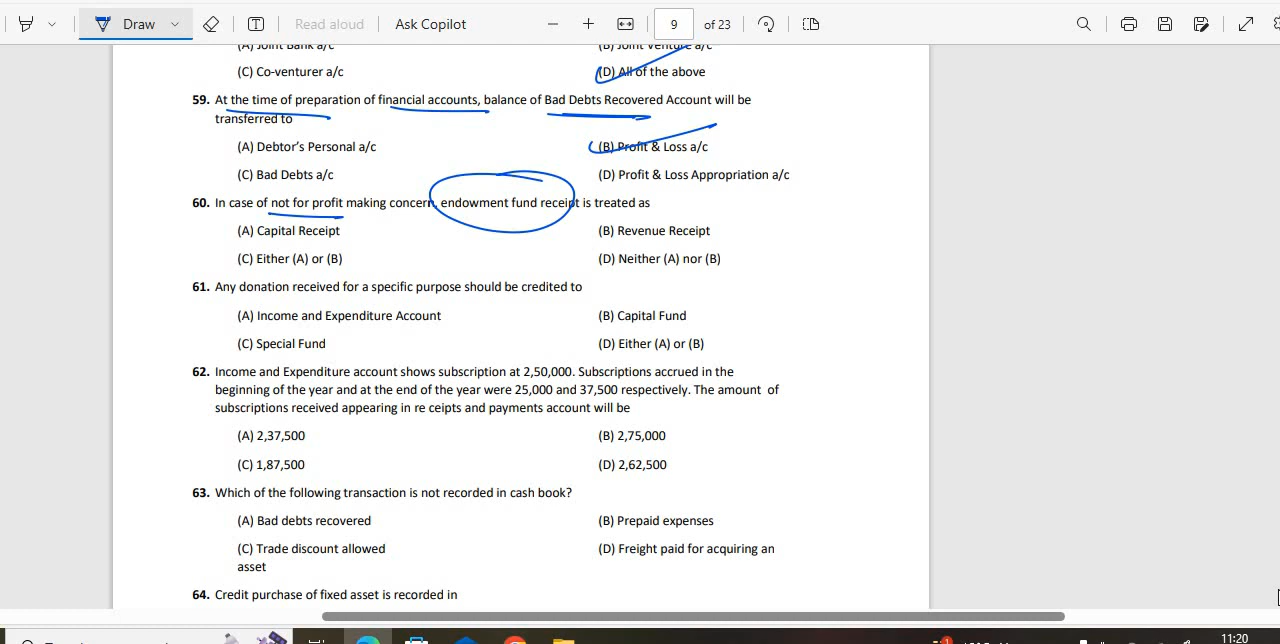 Draw
Read aloud
Ask Copilot
9
of 23
(A) Joint Bank a/c
(B) Joint Venture a/c
(C) Co-venturer a/c
(D) All of the above
59. At the time of preparation of financial accounts, balance of Bad Debts Recovered Account will be
transferred to
(A) Debtor's Personal a/c
(B) Profit & Loss a/c
(C) Bad Debts a/c
(D) Profit & Loss Appropriation a/c
60. In case of not for profit making concern, endowment fund receipt is treated as
(A) Capital Receipt
(B) Revenue Receipt
(C) Either (A) or (B)
(D) Neither (A) nor (B)
61. Any donation received for a specific purpose should be credited to
(A) Income and Expenditure Account
(B) Capital Fund
(C) Special Fund
(D) Either (A) or (B)
62. Income and Expenditure account shows subscription at 2,50,000. Subscriptions accrued in the
beginning of the year and at the end of the year were 25,000 and 37,500 respectively. The amount of
subscriptions received appearing in re ceipts and payments account will be
(A) 2,37,500
(B) 2,75,000
(C) 1,87,500
(D) 2,62,500
63. Which of the following transaction is not recorded in cash book?
(A) Bad debts recovered
(B) Prepaid expenses
(C) Trade discount allowed
(D) Freight paid for acquiring an
asset
64. Credit purchase of fixed asset is recorded in
11:20